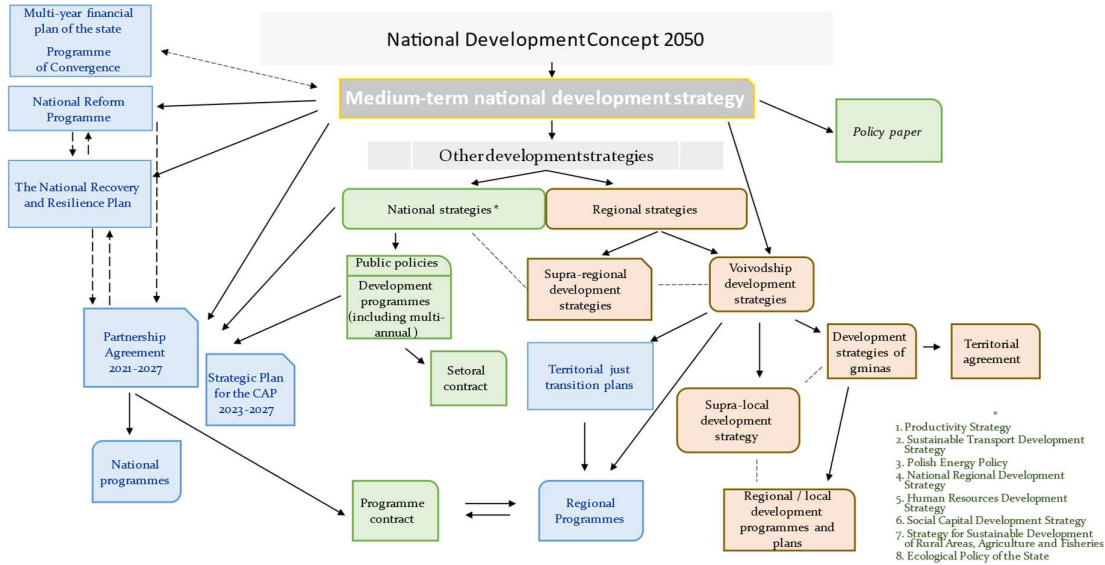 Multi-year financial
plan of the state
Programme
of Convergence
National Development Concept 2050
Medium-term national development strategy
National Reform
Programme
Policy paper
Other development strategies
The National Recovery
and Resilience Plan
National strategies *
Regional strategies
Public policies
Development
programmes
(including multi-
annual )
Supra-regional
development
strategies
Voivodship
development
strategies
Partnership
Agreement
2021-2027
Strategic Plan
for the CAP
2023-2027
Setoral
contract
Territorial just
transition plans
Development
strategies of
gminas
Territorial
agreement
Supra-local
development
strategy
National
programmes
Programme
contract
Regional
Programmes
Regional / local
development
programmes and
plans
*
1. Productivity Strategy
2. Sustainable Transport Development
Strategy
3. Polish Energy Policy
4. National Regional Development
Strategy
5. Human Resources Development
Strategy
6. Social Capital Development Strategy
7. Strategy for Sustainable Development
of Rural Areas, Agriculture and Fisheries
8. Ecological Policy of the State